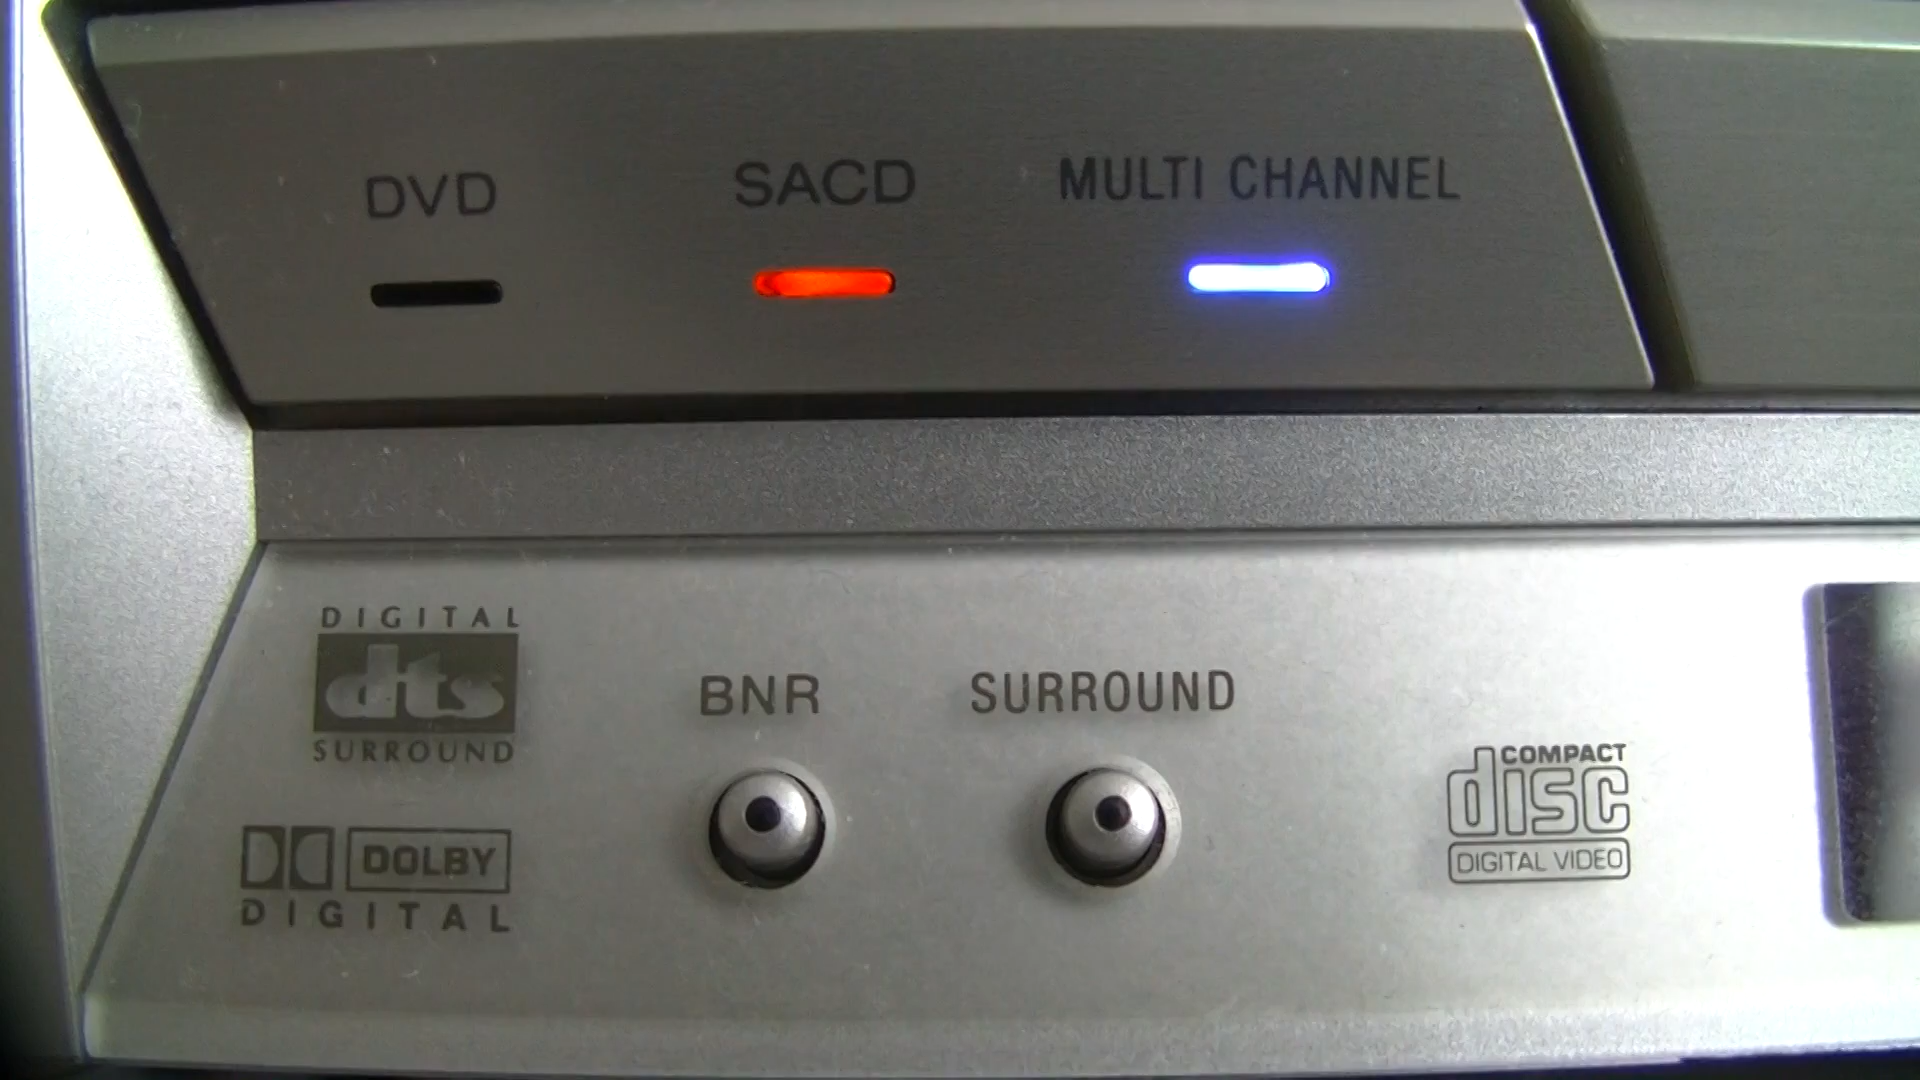 DVD
SACD
MULTI CHANNEL
DIGITAL
dts
SURROUND
BNR
SURROUND
COMPACT
disc
DIGITAL VIDEO
DOLBY
DIGITAL